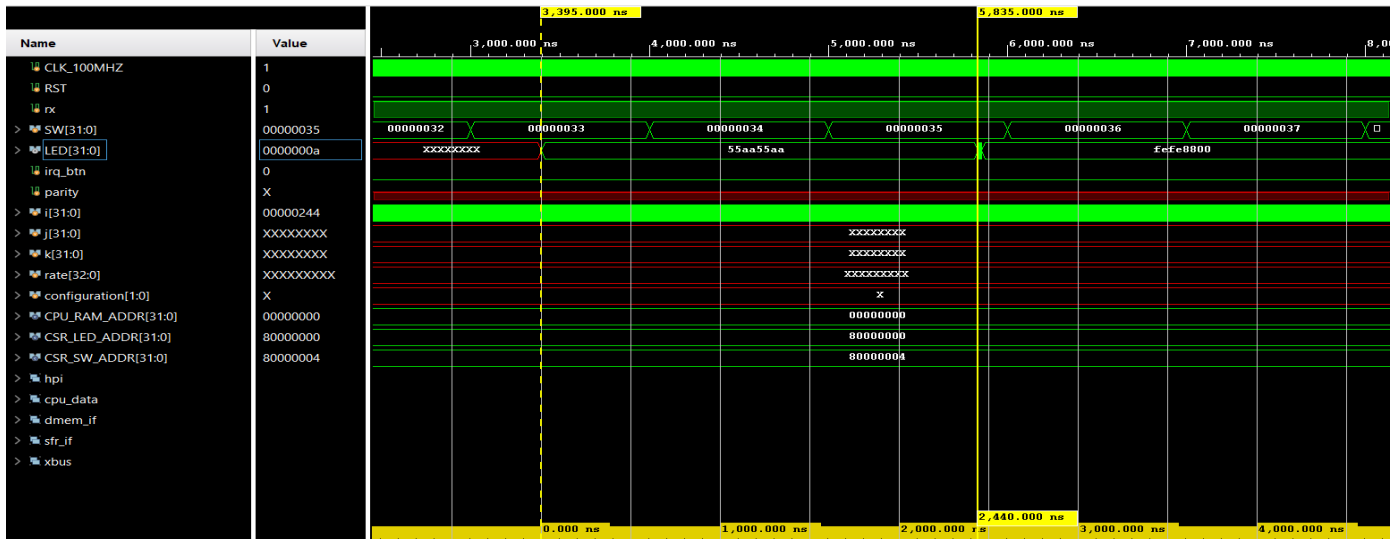 3,395.000 ns 5,835.000 ns
Name Value
3,000.000 ns 4,000.000 ns 5,000.000 ns 6,000.000 ns 7,000.000 ns 8,0
CLK_100MHZ 1
RST 0
rx 1
SW[31:0] 00000035 00000032 00000033 00000034 00000035 00000036 00000037
LED[31:0] 0000000a XXXXXXXX 55aa55aa fefe8800
irq_btn 0
parity X
i[31:0] 00000244
j[31:0] XXXXXXXX XXXXXXXX
k[31:0] XXXXXXXX XXXXXXXX
rate[32:0] XXXXXXXXX XXXXXXXXX
configuration[1:0] X X
CPU_RAM_ADDR[31:0] 00000000 00000000
CSR_LED_ADDR[31:0] 80000000 80000000
CSR_SW_ADDR[31:0] 80000004 80000004
hpi
cpu_data
dmem_if
sfr_if
xbus
2,440.000 ns
0.000 ns 1,000.000 ns 2,000.000 ns 3,000.000 ns 4,000.000 ns